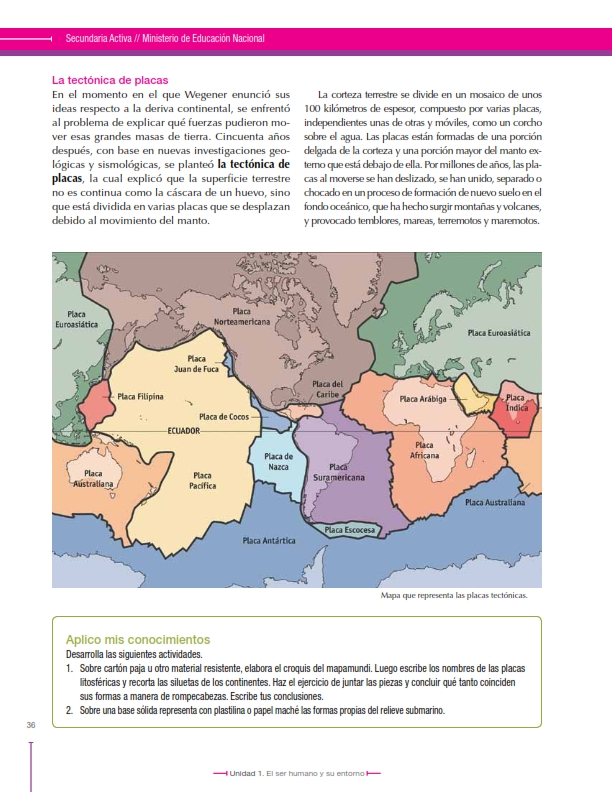 Secundaria Activa // Ministerio de Educación Nacional
La tectónica de placas
En el momento en el que Wegener enunció sus
ideas respecto a la deriva continental, se enfrentó
al problema de explicar qué fuerzas pudieron mo-
ver esas grandes masas de tierra. Cincuenta años
después, con base en nuevas investigaciones geo-
lógicas y sismológicas, se planteó la tectónica de
placas, la cual explicó que la superficie terrestre
no es continua como la cáscara de un huevo, sino
que está dividida en varias placas que se desplazan
debido al movimiento del manto.
La corteza terrestre se divide en un mosaico de unos
100 kilómetros de espesor, compuesto por varias placas,
independientes unas de otras y móviles, como un corcho
sobre el agua. Las placas están formadas de una porción
delgada de la corteza y una porción mayor del manto ex-
terno que está debajo de ella. Por millones de años, las pla-
cas al moverse se han deslizado, se han unido, separado o
chocado en un proceso de formación de nuevo suelo en el
fondo oceánico, que ha hecho surgir montañas y volcanes,
y provocado temblores, mareas, terremotos y maremotos.
Placa
Euroasiática
Placa
Norteamericana
Placa Euroasiática
Placa
Juan de Fuca
Placa Filipina
Placa del
Caribe
Placa Arábiga
Placa
Índica
Placa de Cocos
ECUADOR
Placa
Australiana
Placa
Pacífica
Placa de
Nazca
Placa
Suramericana
Placa
Africana
Placa Australiana
Placa Escocesa
Placa Antártica
Mapa que representa las placas tectónicas.
Aplico mis conocimientos
Desarrolla las siguientes actividades.
1. Sobre cartón paja u otro material resistente, elabora el croquis del mapamundi. Luego escribe los nombres de las placas
litosféricas y recorta las siluetas de los continentes. Haz el ejercicio de juntar las piezas y concluir qué tanto coinciden
sus formas a manera de rompecabezas. Escribe tus conclusiones.
2. Sobre una base sólida representa con plastilina o papel maché las formas propias del relieve submarino.
36
Unidad 1. El ser humano y su entorno